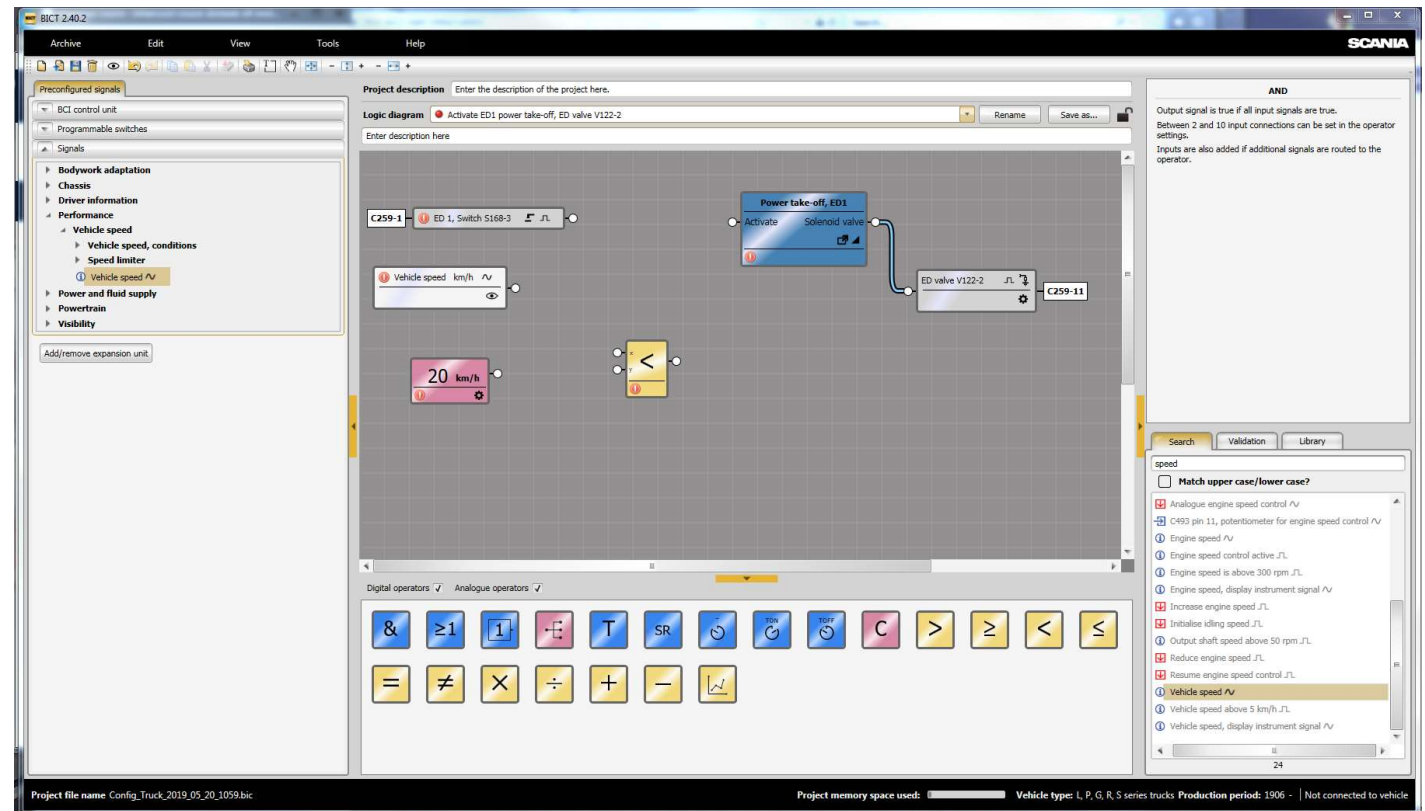 BICT 2.40.2
Archive Edit View Tools Help
SCANIA
Preconfigured signals
BCI control unit
Programmable switches
Signals
Bodywork adaptation
Chassis
Driver information
Performance
Vehicle speed
Vehicle speed, conditions
Speed limiter
Vehicle speed
Power and fluid supply
Powertrain
Visibility
Add/remove expansion unit
Project description Enter the description of the project here.
Logic diagram Activate ED1 power take-off, ED valve V122-2 Rename Save as...
Enter description here
C259-1 ED 1, Switch S168-3
Power take-off, ED1
Activate Solenoid valve
Vehicle speed km/h
ED valve V122-2
C259-11
20 km/h
x
<
Y
Digital operators Analogue operators
& ≥1 1 T SR T TON TOFF C > ≥ < ≤
= ≠ × ÷ + −
AND
Output signal is true if all input signals are true.
Between 2 and 10 input connections can be set in the operator
settings.
Inputs are also added if additional signals are routed to the
operator.
Search Validation Library
speed
Match upper case/lower case?
Analogue engine speed control
C493 pin 11, potentiometer for engine speed control
Engine speed
Engine speed control active
Engine speed is above 300 rpm
Engine speed, display instrument signal
Increase engine speed
Initialise idling speed
Output shaft speed above 50 rpm
Reduce engine speed
Resume engine speed control
Vehicle speed
Vehicle speed above 5 km/h
Vehicle speed, display instrument signal
24
Project file name Config_Truck_2019_05_20_1059.bic
Project memory space used:
Vehicle type: L, P, G, R, S series trucks Production period: 1906 - | Not connected to vehicle